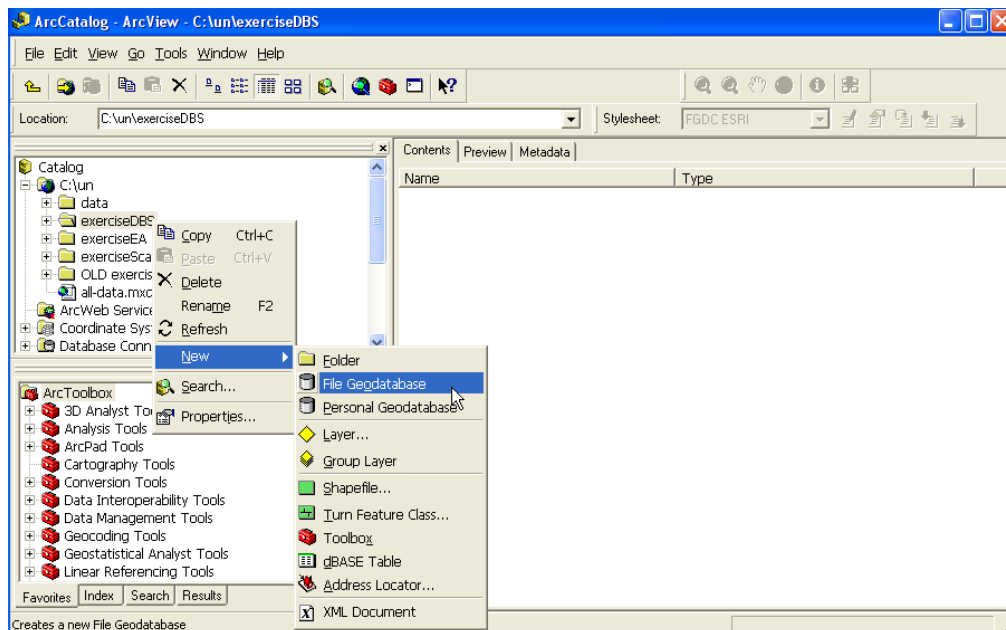 ArcCatalog - ArcView - C:\un\exerciseDBS
File Edit View Go Tools Window Help
Location: C:\un\exerciseDBS Stylesheet: FGDC ESRI
Contents Preview Metadata
Name Type
Catalog
C:\un
data
exerciseDBS
exerciseEA
exerciseSca
OLD exercis
all-data.mxd
ArcWeb Service
Coordinate Sys
Database Conn
Copy Ctrl+C
Paste Ctrl+V
Delete
Rename F2
Refresh
New
Search...
Properties...
Folder
File Geodatabase
Personal Geodatabase
Layer...
Group Layer
Shapefile...
Turn Feature Class...
Toolbox
dBASE Table
Address Locator...
XML Document
ArcToolbox
3D Analyst To
Analysis Tools
ArcPad Tools
Cartography Tools
Conversion Tools
Data Interoperability Tools
Data Management Tools
Geocoding Tools
Geostatistical Analyst Tools
Linear Referencing Tools
Favorites Index Search Results
Creates a new File Geodatabase